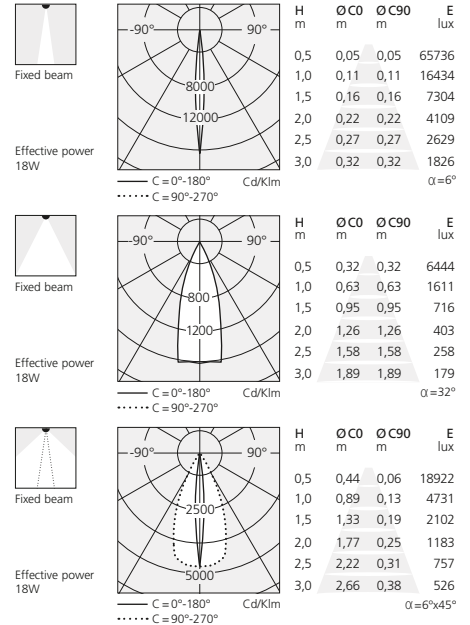 Fixed beam
Effective power
18W
-90° 90°
8000
12000
C = 0°-180° Cd/Klm
C = 90°-270°
H ØC0 ØC90 E
m m m lux
0,5 0,05 0,05 65736
1,0 0,11 0,11 16434
1,5 0,16 0,16 7304
2,0 0,22 0,22 4109
2,5 0,27 0,27 2629
3,0 0,32 0,32 1826
α=6°
Fixed beam
Effective power
18W
-90° 90°
800
1200
C = 0°-180° Cd/Klm
C = 90°-270°
H ØC0 ØC90 E
m m m lux
0,5 0,32 0,32 6444
1,0 0,63 0,63 1611
1,5 0,95 0,95 716
2,0 1,26 1,26 403
2,5 1,58 1,58 258
3,0 1,89 1,89 179
α=32°
Fixed beam
Effective power
18W
-90° 90°
2500
5000
C = 0°-180° Cd/Klm
C = 90°-270°
H ØC0 ØC90 E
m m m lux
0,5 0,44 0,06 18922
1,0 0,89 0,13 4731
1,5 1,33 0,19 2102
2,0 1,77 0,25 1183
2,5 2,22 0,31 757
3,0 2,66 0,38 526
α=6°x45°